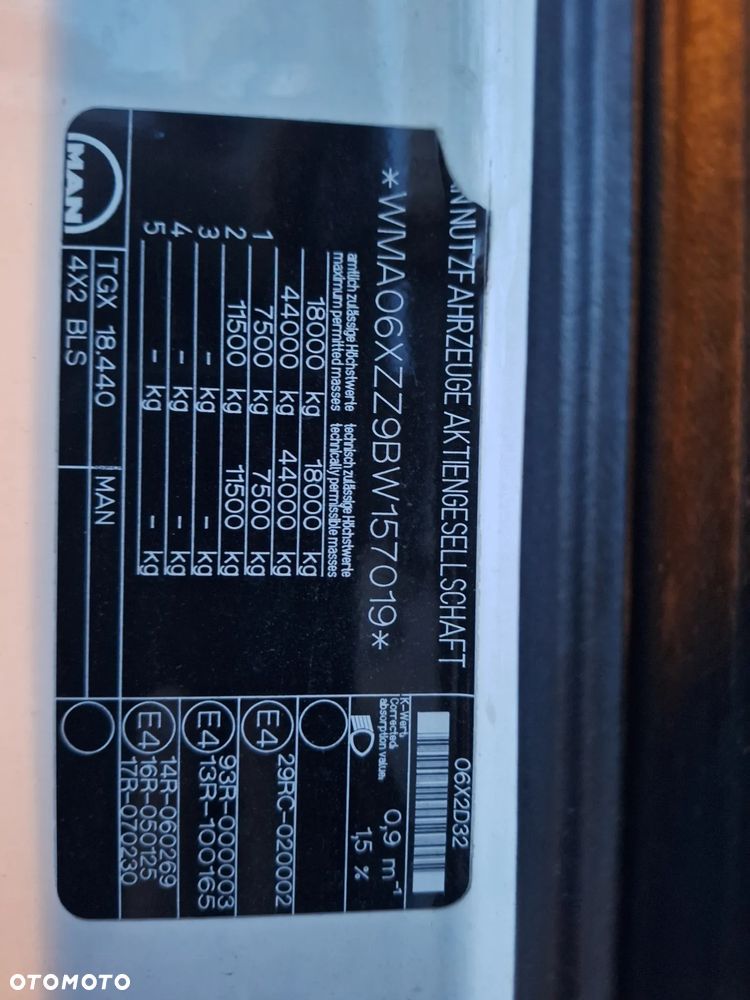 AN NUTZFAHRZEUGE AKTIENGESELLSCHAFT
*WMA06XZZ9BW157019*
amtlich zulässige Höchstwerte technisch zulässige Höchstwerte
maximum permitted masses technically permissible masses
18000 kg 18000 kg
44000 kg 44000 kg
1 7500 kg 7500 kg
2 11500 kg 11500 kg
3 - kg - kg
4 - kg - kg
5 - kg - kg
TGX 18.440 MAN
4X2 BLS
MAN
06X2D32
K-Wert:
Corrected
absorption value:
0,9 m⁻¹
1,5 %
E4 29RC-020002
E4 93R-000003
13R-100165
E4 14R-060269
16R-050125
17R-070230
OTOMOTO